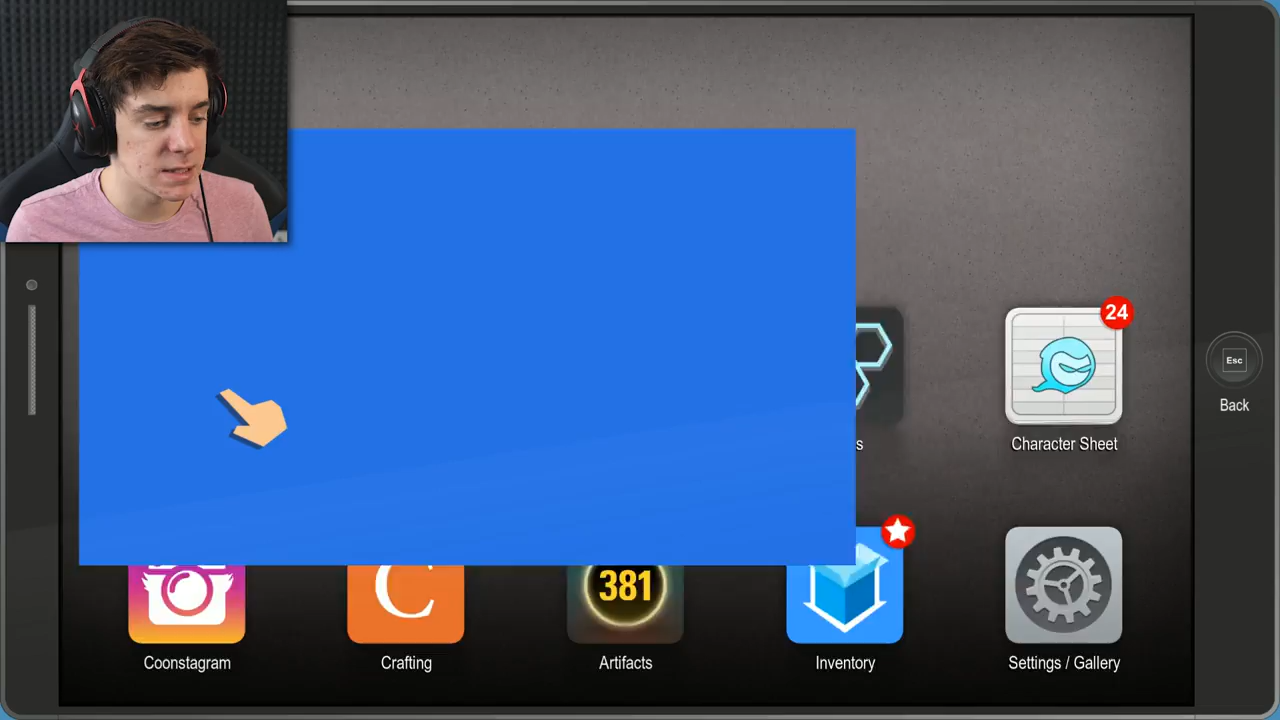 24
Esc
Back
s
Character Sheet
C
381
Coonstagram
Crafting
Artifacts
Inventory
Settings / Gallery